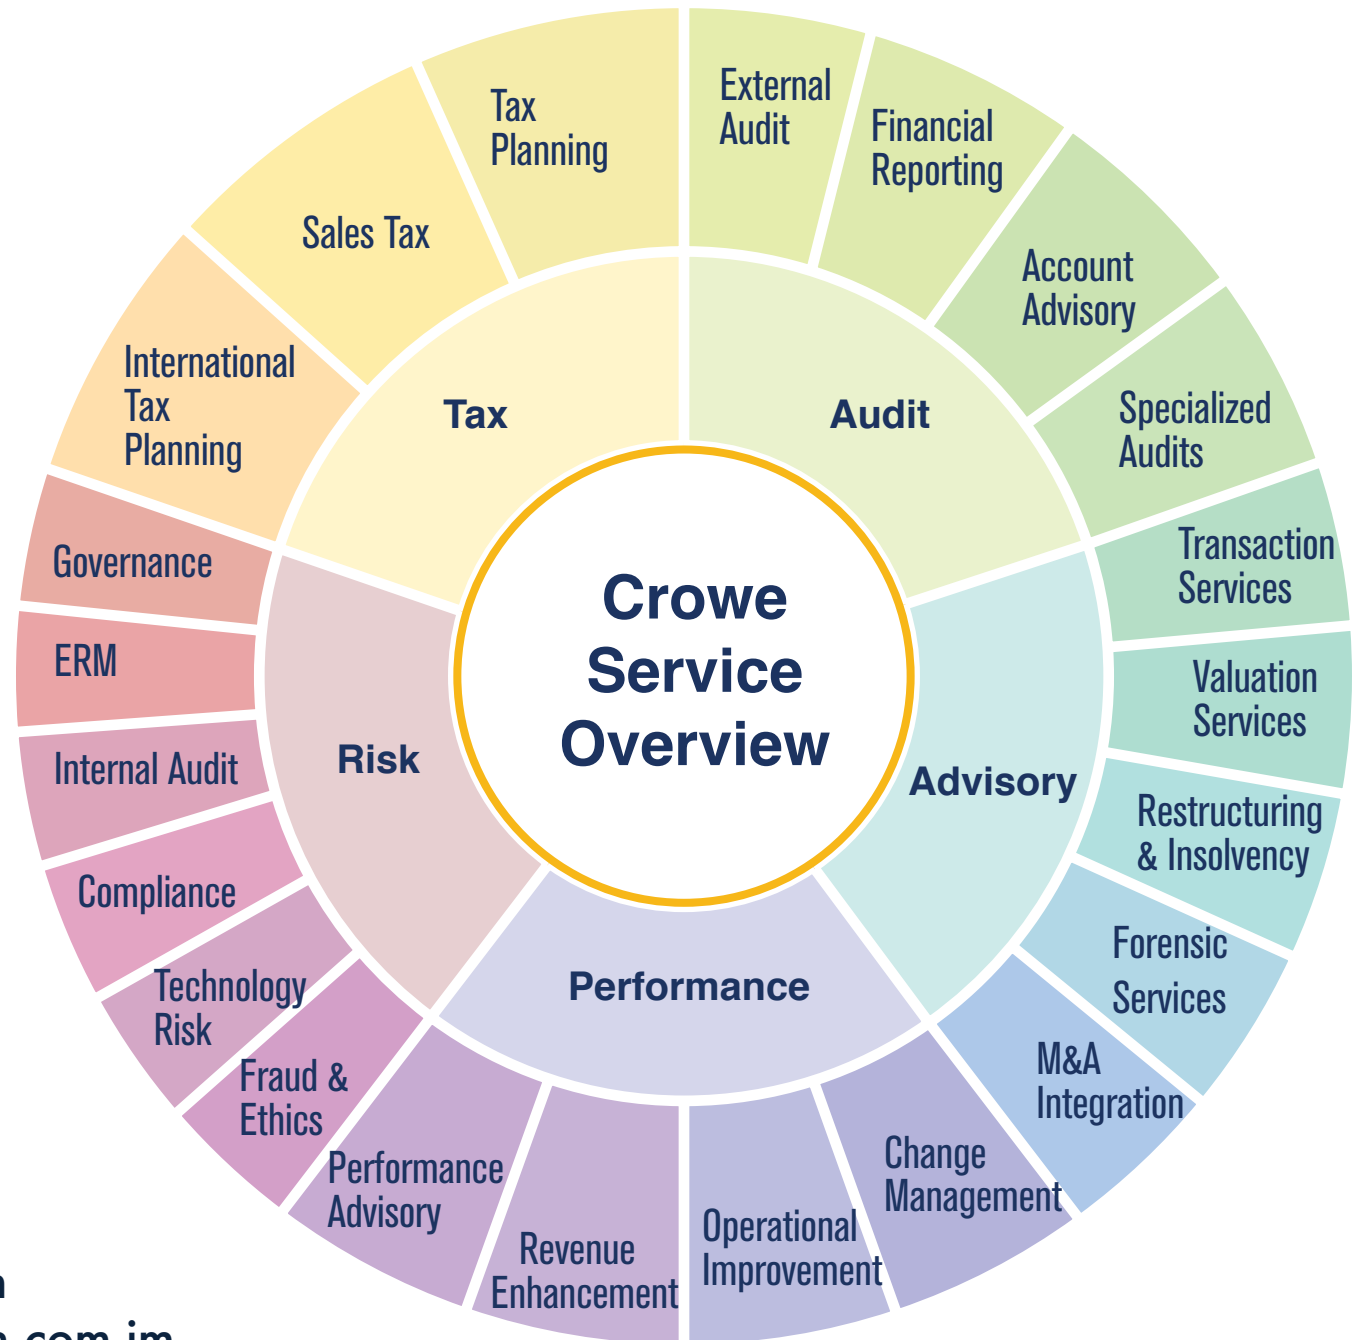 Tax
Planning
External
Audit
Financial
Reporting
Sales Tax
Account
Advisory
International
Tax
Planning
Specialized
Audits
Tax
Audit
Governance
Transaction
Services
ERM
Valuation
Services
Crowe
Service
Overview
Internal Audit
Risk
Advisory
Restructuring
& Insolvency
Compliance
Forensic
Services
Technology
Risk
Performance
M&A
Integration
Fraud &
Ethics
Performance
Advisory
Change
Management
Revenue
Enhancement
Operational
Improvement